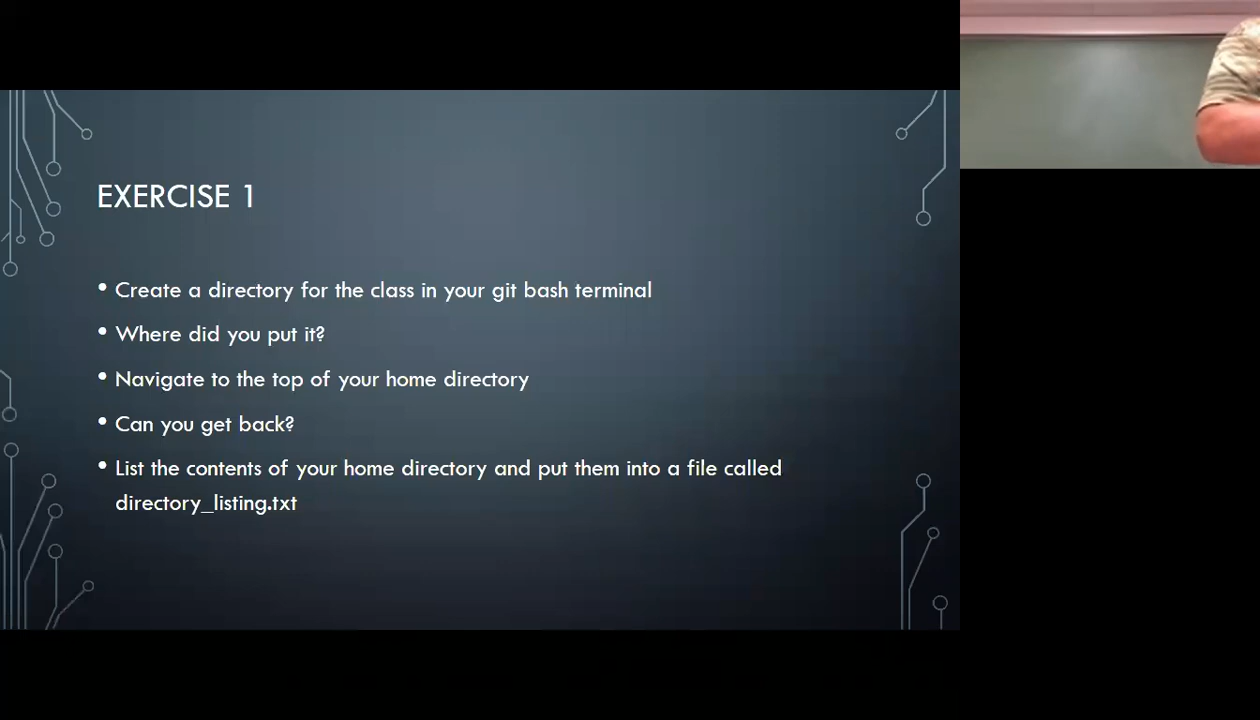 EXERCISE 1
• Create a directory for the class in your git bash terminal
• Where did you put it?
• Navigate to the top of your home directory
• Can you get back?
• List the contents of your home directory and put them into a file called
directory_listing.txt